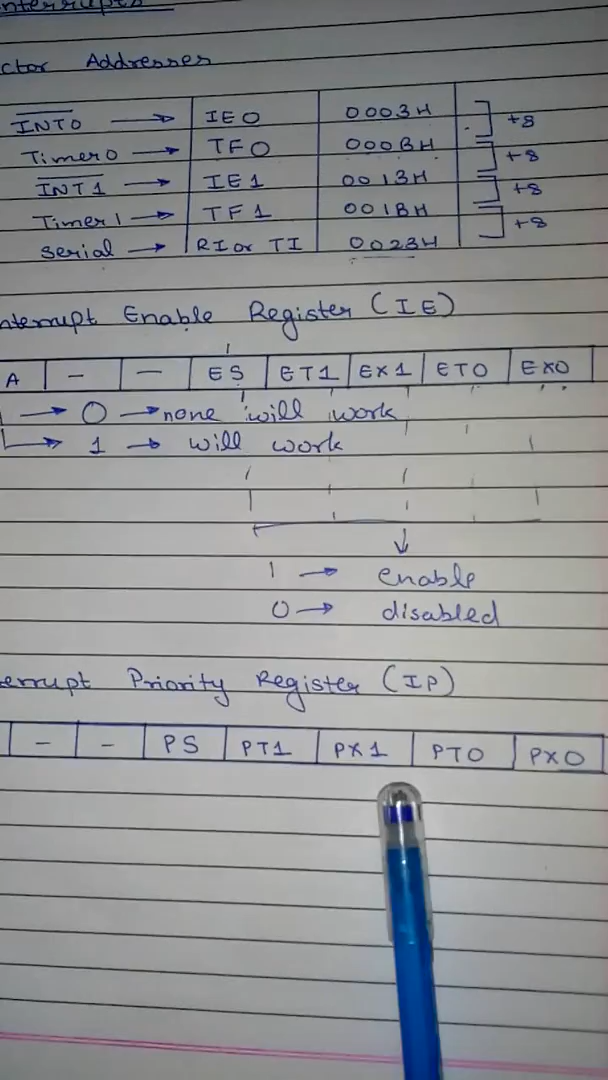 nterrupts
ctor Addresses
INT0 → IE0 0003H
+8
Timer0 → TF0 000BH
+8
INT1 → IE1 0013H
+8
Timer1 → TF1 001BH
+8
serial → RI or TI 0023H
nterrupt Enable Register (IE)
A - - ES ET1 EX1 ET0 EX0
→ 0 → none will work
→ 1 → will work
1 → enable
0 → disabled
errupt Priority Register (IP)
- - PS PT1 PX1 PT0 PX0